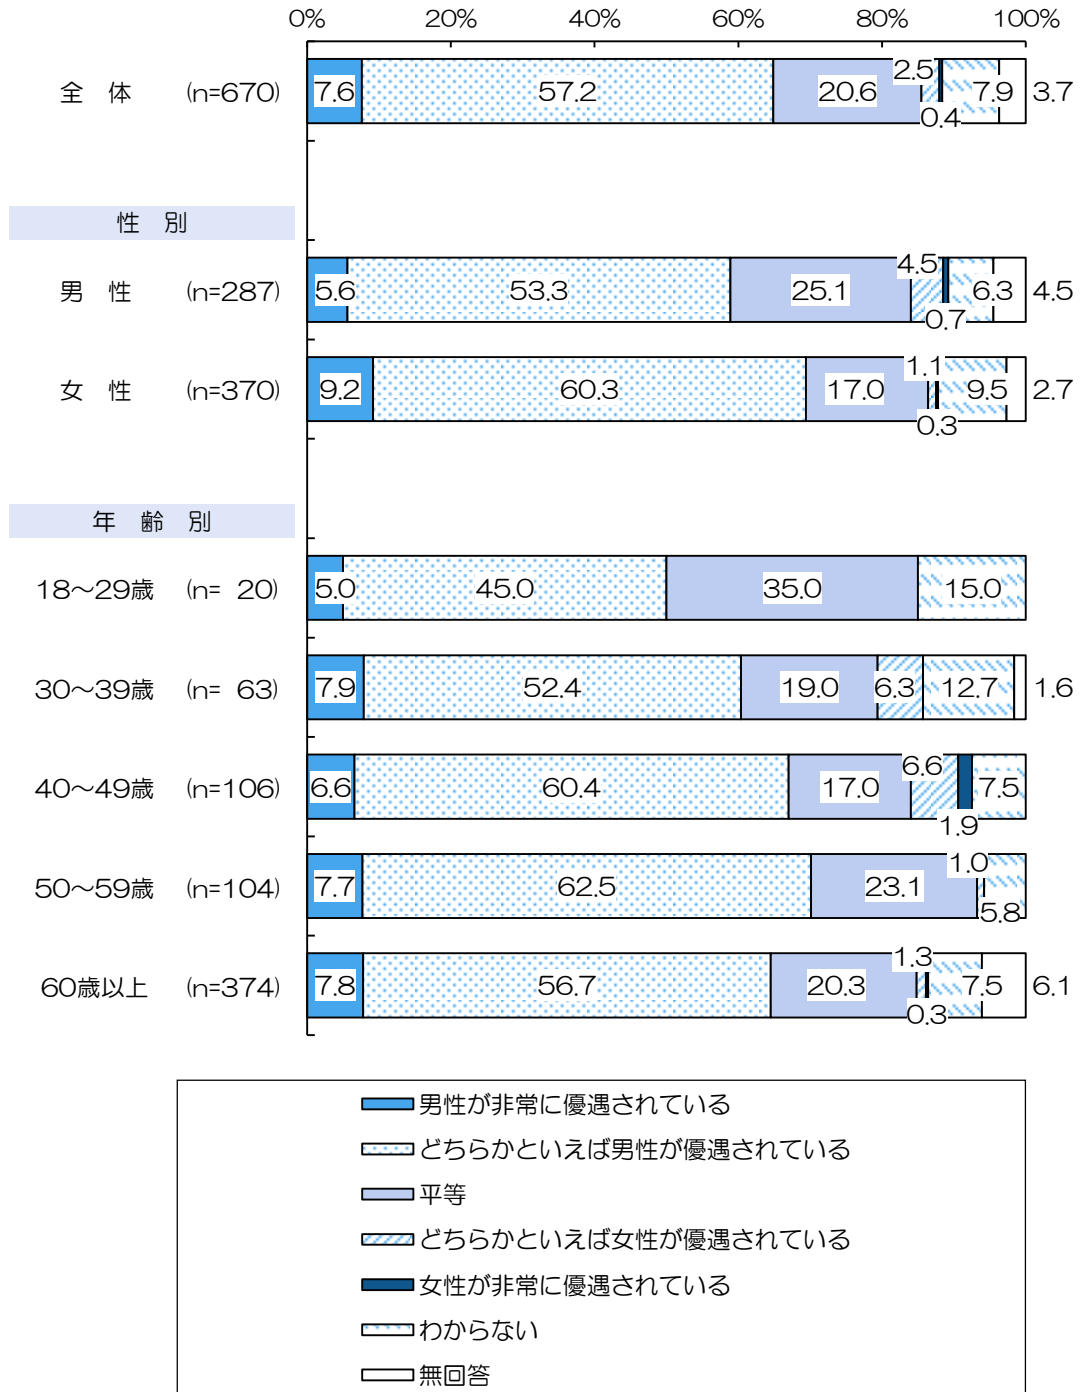 0% 20% 40% 60% 80% 100%
全 体 (n=670) 7.6 57.2 20.6 2.5 0.4 7.9 3.7
性 別
男 性 (n=287) 5.6 53.3 25.1 4.5 0.7 6.3 4.5
女 性 (n=370) 9.2 60.3 17.0 1.1 0.3 9.5 2.7
年 齢 別
18～29歳 (n= 20) 5.0 45.0 35.0 15.0
30～39歳 (n= 63) 7.9 52.4 19.0 6.3 12.7 1.6
40～49歳 (n=106) 6.6 60.4 17.0 6.6 1.9 7.5
50～59歳 (n=104) 7.7 62.5 23.1 1.0 5.8
60歳以上 (n=374) 7.8 56.7 20.3 1.3 0.3 7.5 6.1
男性が非常に優遇されている
どちらかといえば男性が優遇されている
平等
どちらかといえば女性が優遇されている
女性が非常に優遇されている
わからない
無回答